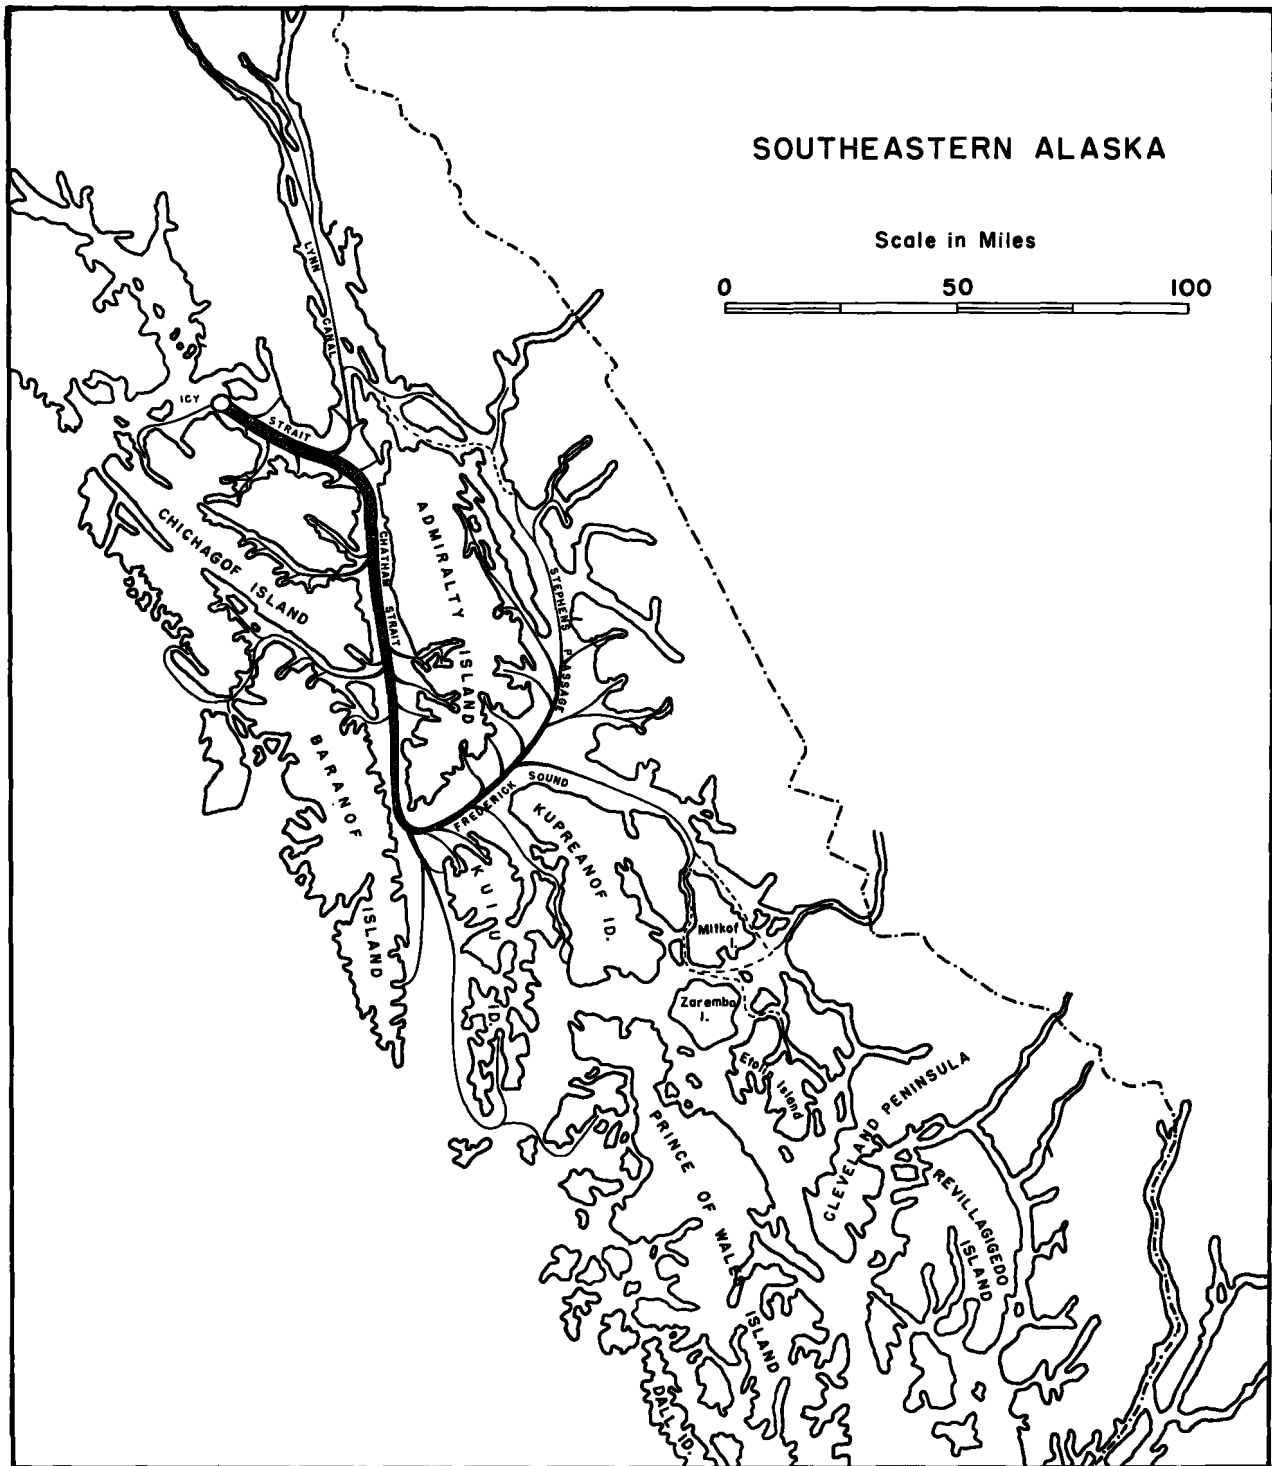 SOUTHEASTERN ALASKA
Scale in Miles
0 50 100
LYNN
CANAL
ICY
STRAIT
CHICHAGOF ISLAND
CHATHAM
STRAIT
ADMIRALTY
ISLAND
STEPHENS
PLASSAGE
BARANOF
ISLAND
FREDERICK SOUND
KUPREANOF ID.
KUIU
ID.
Mitkof
I.
Zarembo
I.
Etolin Island
CLEVELAND PENINSULA
PRINCE OF WALES
ISLAND
REVILLAGIGEDO
ISLAND
DALL ID.